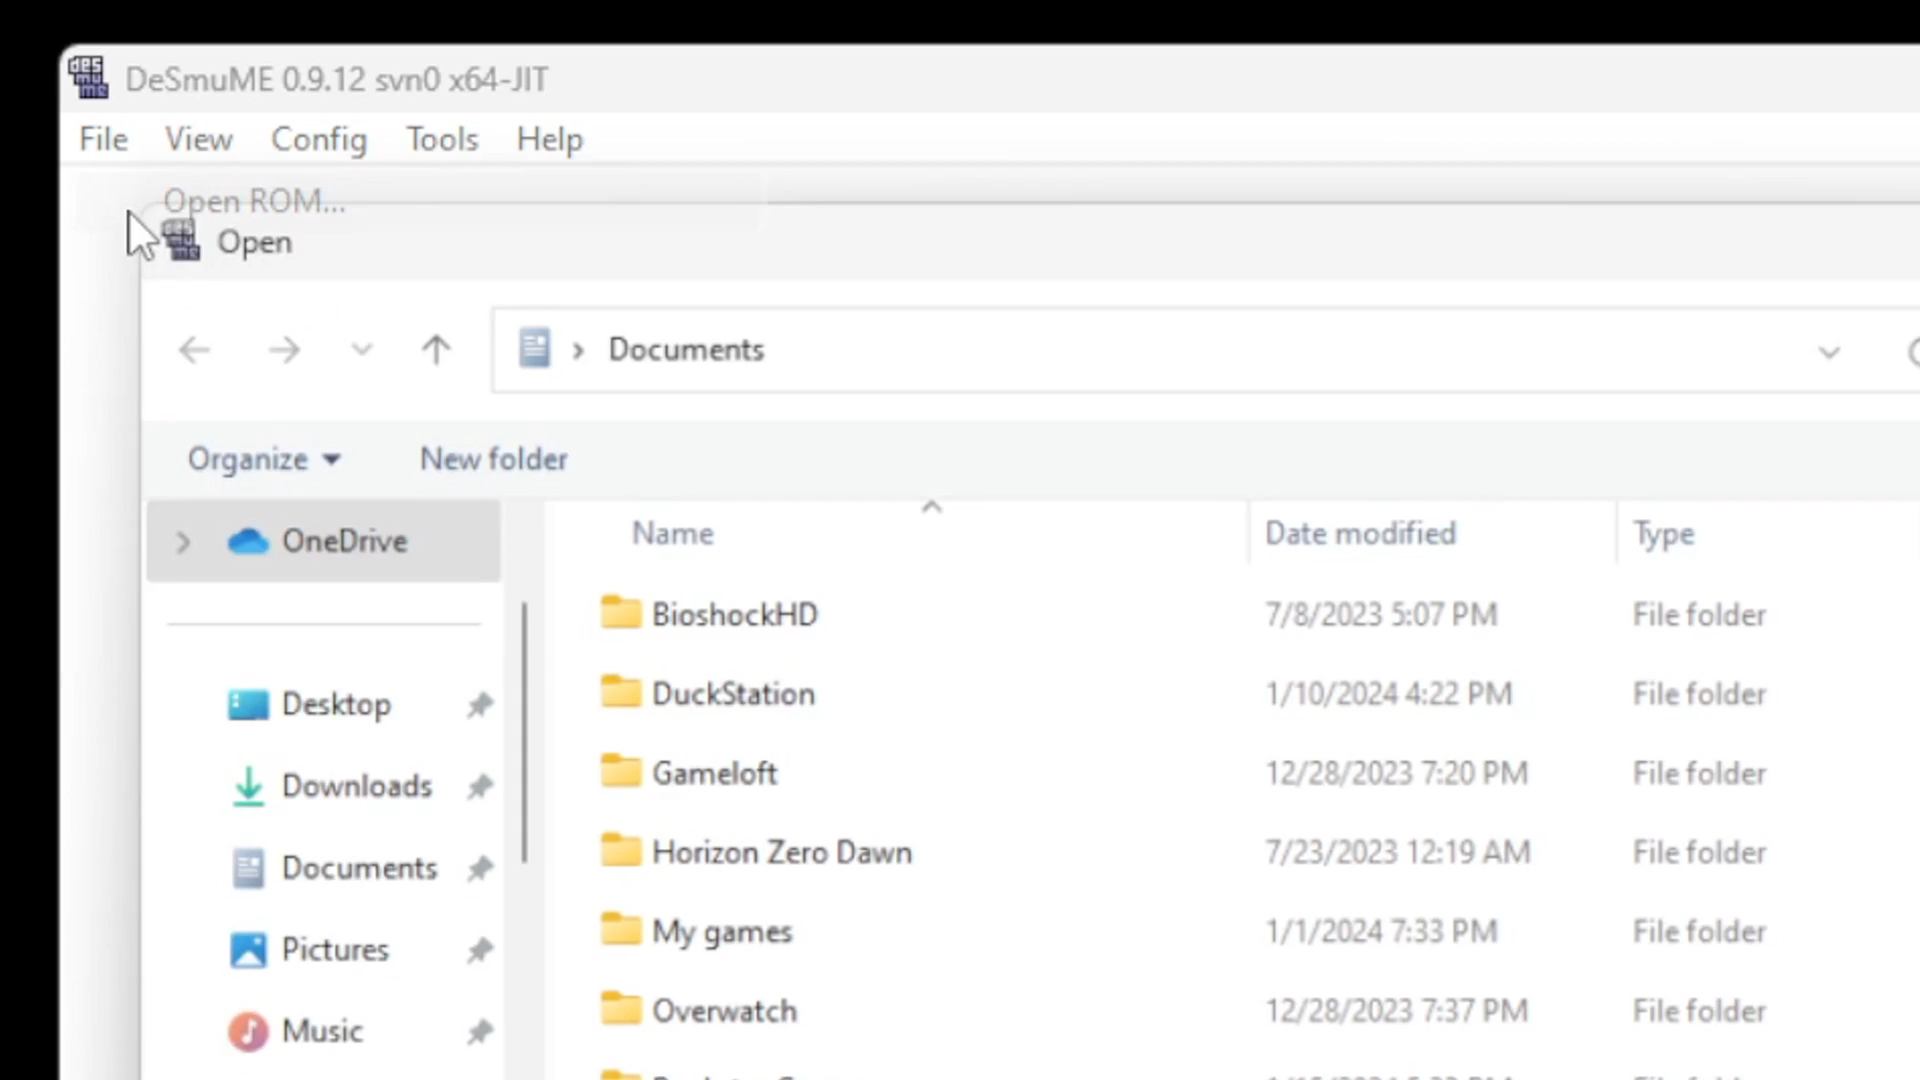 DeSmuME 0.9.12 svn0 x64-JIT
File View Config Tools Help
Open ROM...
Open
Documents
Organize New folder
OneDrive
Name Date modified Type
BioshockHD 7/8/2023 5:07 PM File folder
Desktop
DuckStation 1/10/2024 4:22 PM File folder
Downloads
Gameloft 12/28/2023 7:20 PM File folder
Documents
Horizon Zero Dawn 7/23/2023 12:19 AM File folder
Pictures
My games 1/1/2024 7:33 PM File folder
Music
Overwatch 12/28/2023 7:37 PM File folder